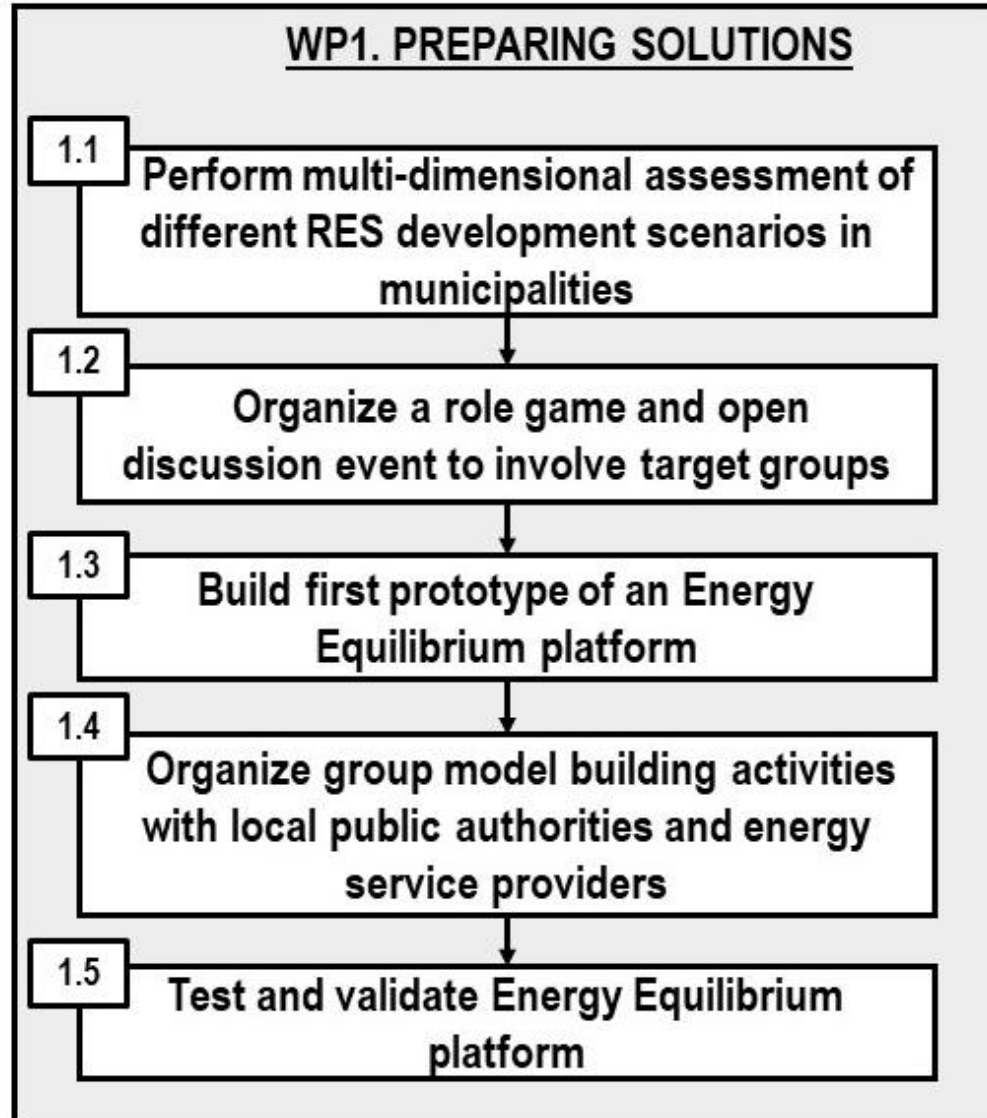 WP1. PREPARING SOLUTIONS
1.1
Perform multi-dimensional assessment of
different RES development scenarios in
municipalities
1.2
Organize a role game and open
discussion event to involve target groups
1.3
Build first prototype of an Energy
Equilibrium platform
1.4
Organize group model building activities
with local public authorities and energy
service providers
1.5
Test and validate Energy Equilibrium
platform